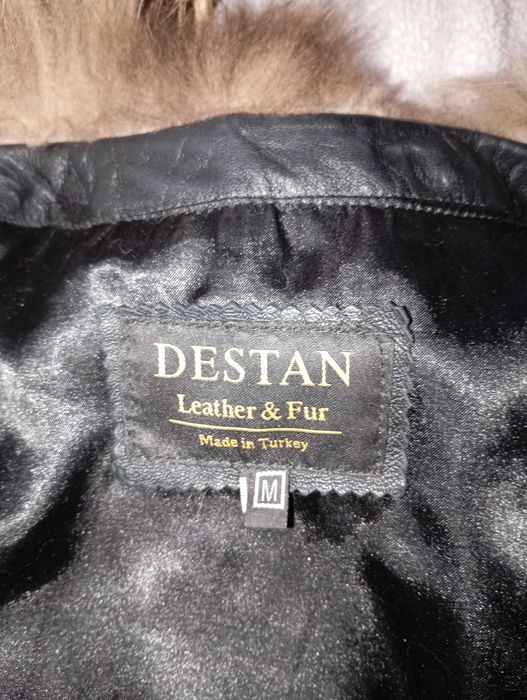 DESTAN
Leather & Fur
Made in Turkey
M